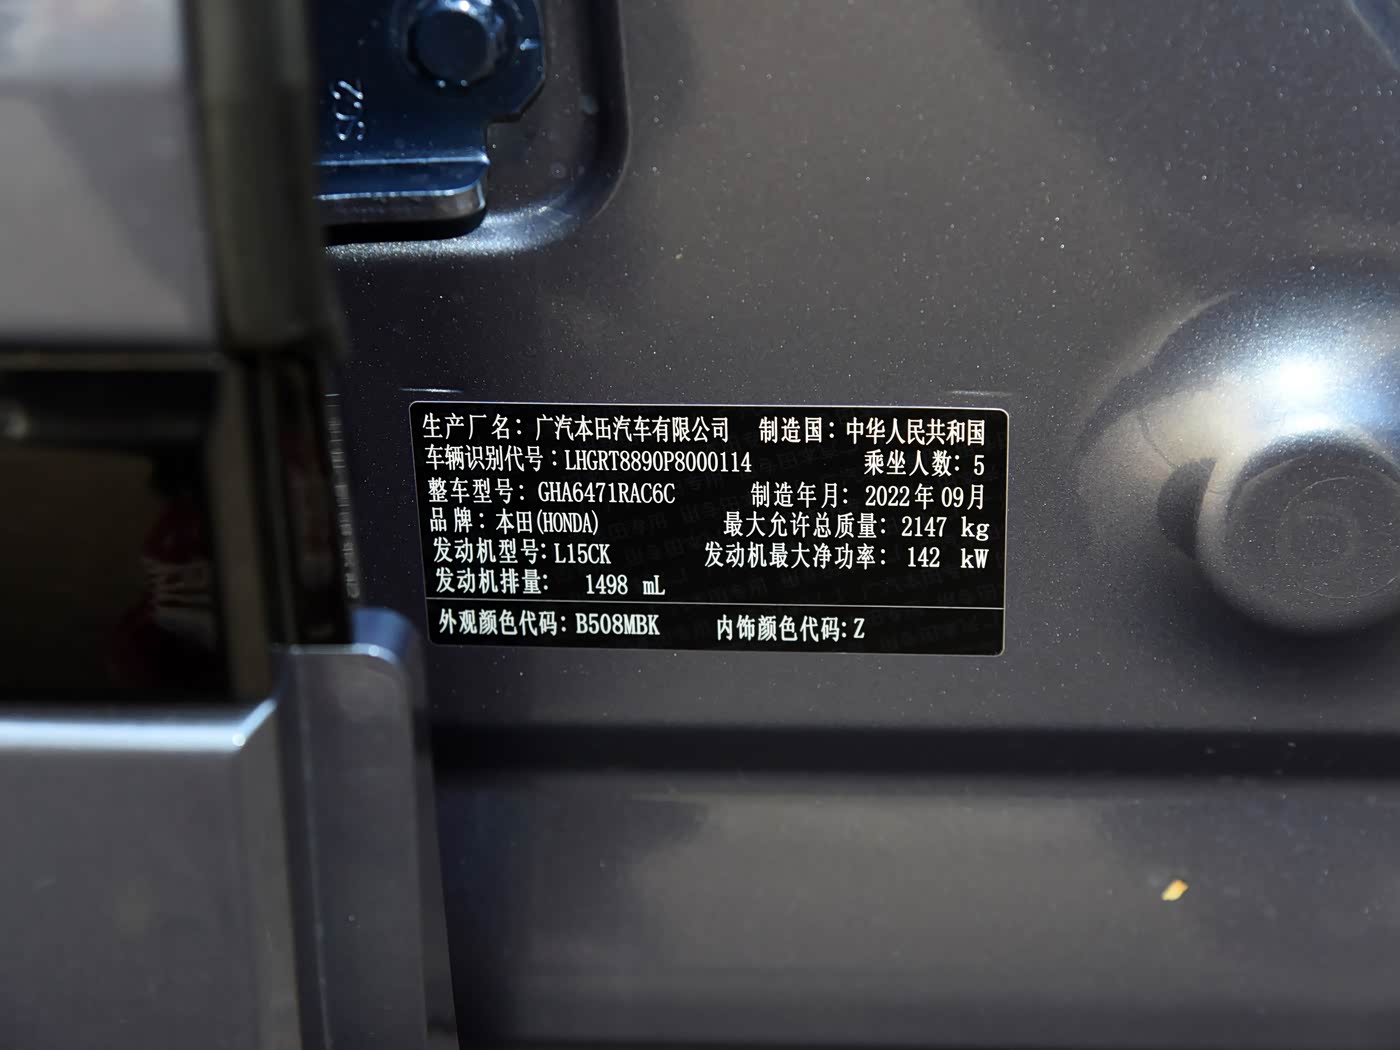 SC2
生产厂名：广汽本田汽车有限公司 制造国：中华人民共和国
车辆识别代号：LHGRT8890P8000114 乘坐人数：5
整车型号：GHA6471RAC6C 制造年月：2022年09月
品牌：本田(HONDA) 最大允许总质量：2147 kg
发动机型号：L15CK 发动机最大净功率：142 kW
发动机排量： 1498 mL
外观颜色代码：B508MBK 内饰颜色代码：Z